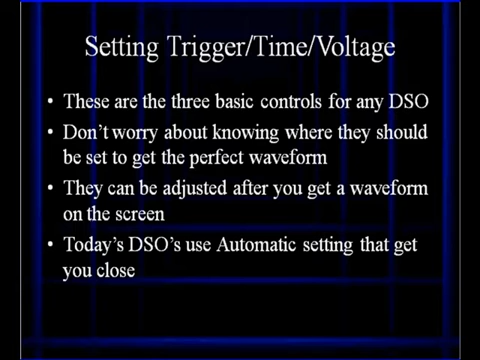 Setting Trigger/Time/Voltage
• These are the three basic controls for any DSO
• Don't worry about knowing where they should
be set to get the perfect waveform
• They can be adjusted after you get a waveform
on the screen
• Today's DSO's use Automatic setting that get
you close